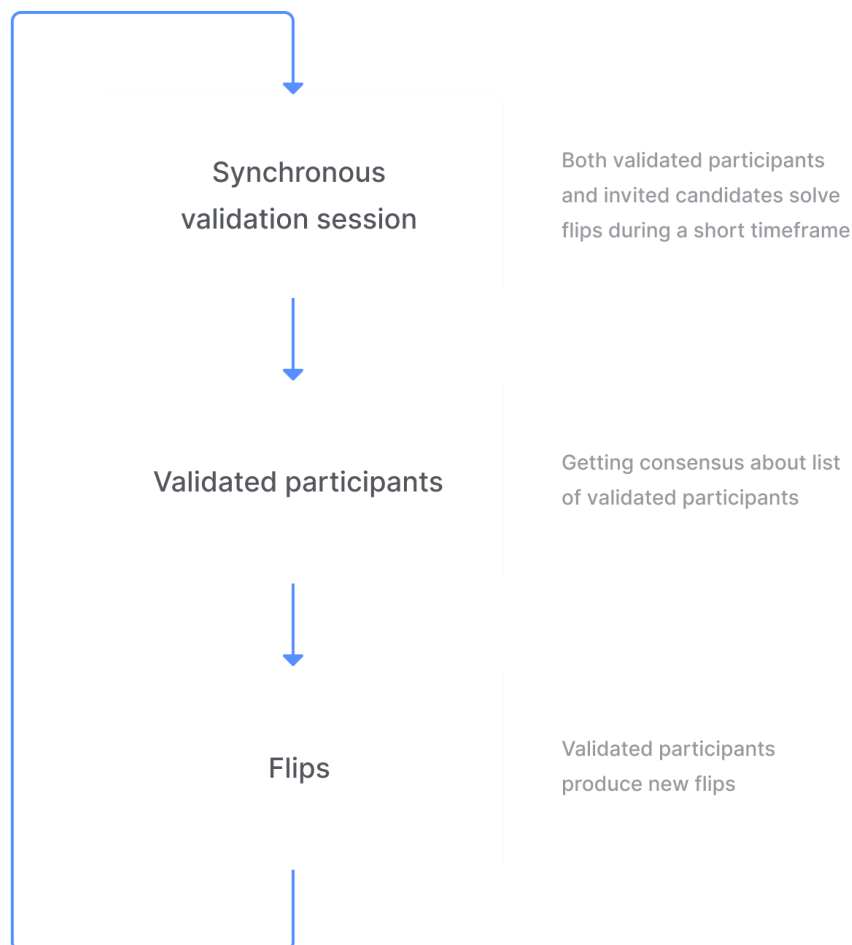 Synchronous
validation session
Both validated participants
and invited candidates solve
flips during a short timeframe
Validated participants
Getting consensus about list
of validated participants
Flips
Validated participants
produce new flips